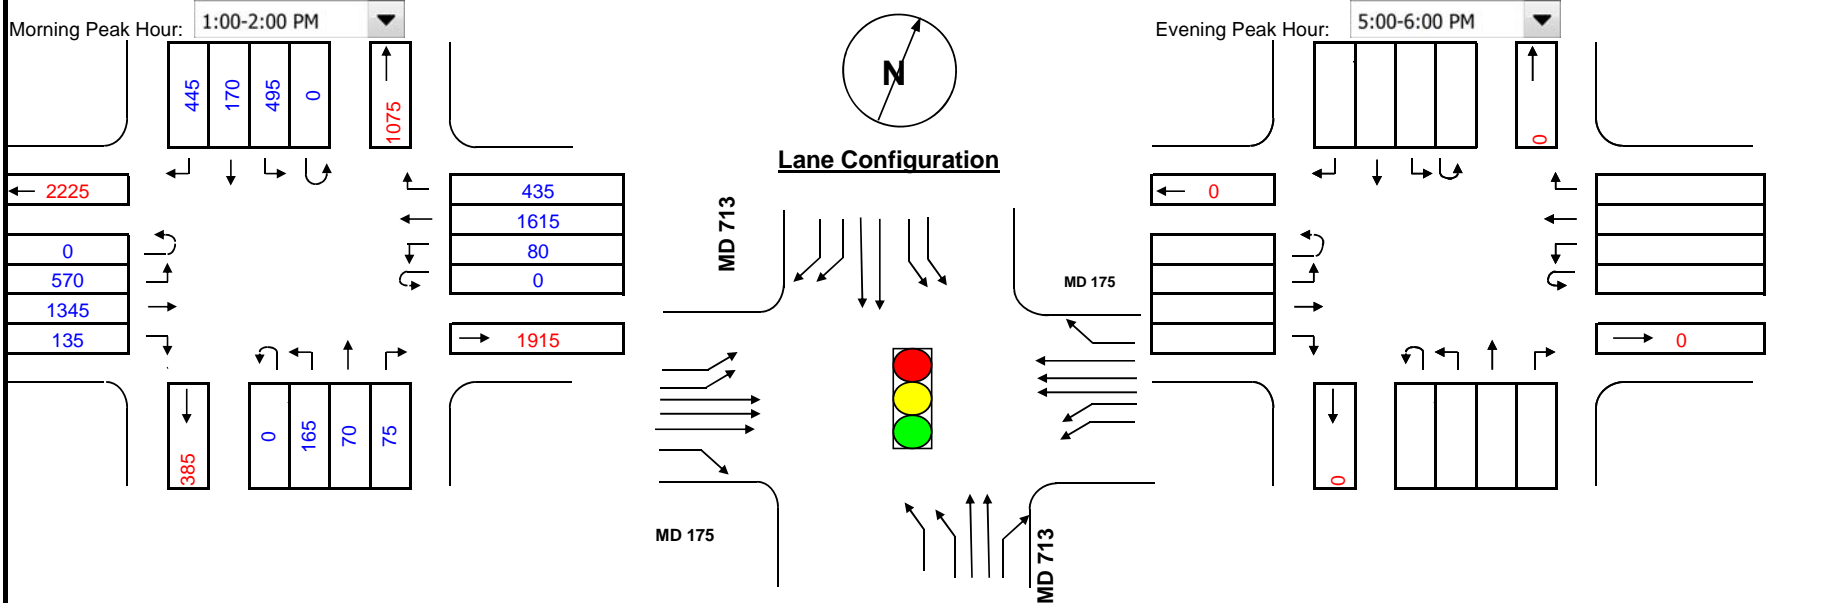 Morning Peak Hour: 1:00-2:00 PM
445 170 495 0
1075
2225
0
570
1345
135
435
1615
80
0
1915
385
0 165 70 75
N
Lane Configuration
MD 713
MD 175
MD 175
MD 713
Evening Peak Hour: 5:00-6:00 PM
0
0
0
0